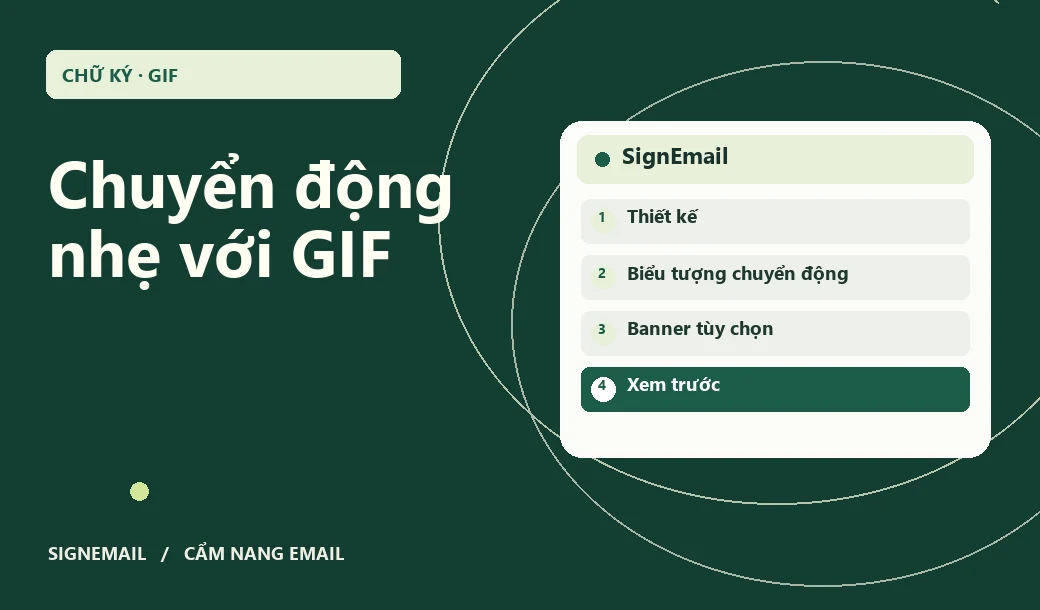 CHỮ KÝ · GIF
Chuyển động
nhẹ với GIF
SignEmail
1 Thiết kế
2 Biểu tượng chuyển động
3 Banner tùy chọn
4 Xem trước
SIGNEMAIL / CẨM NANG EMAIL